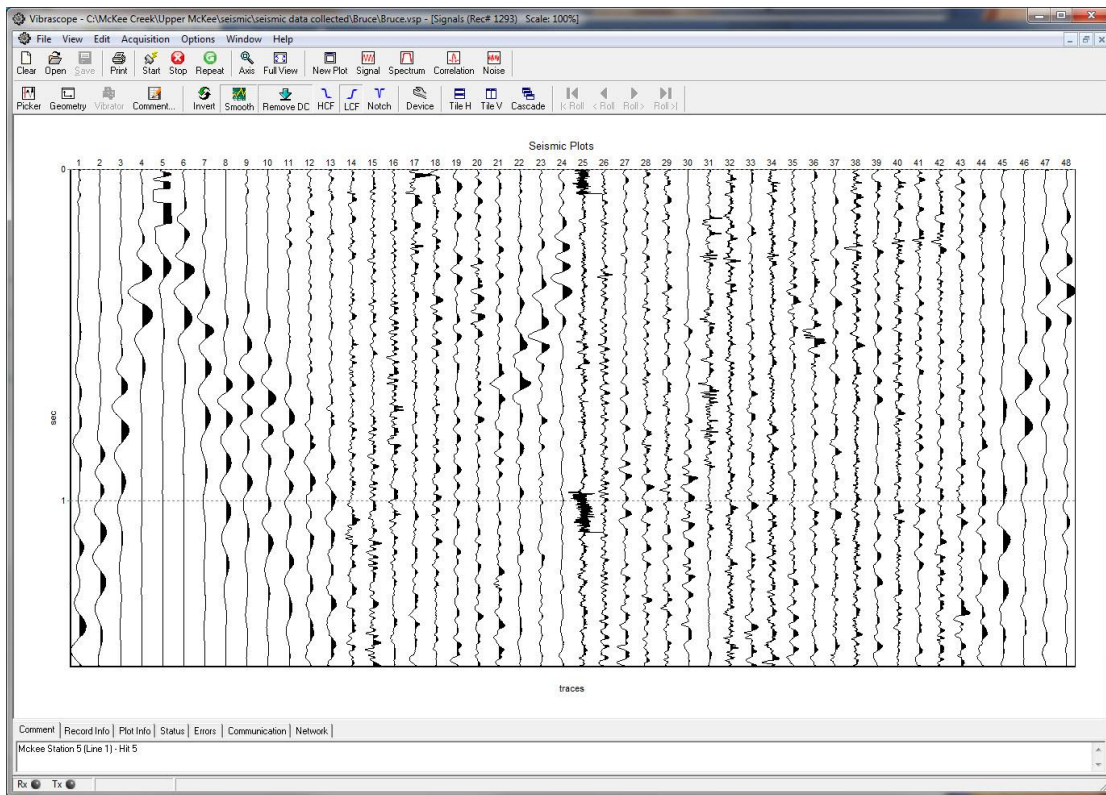 Vibrascope - C:\McKee Creek\Upper McKee\seismic\seismic data collected\Bruce\Bruce.vsp - [Signals (Rec# 1293) Scale: 100%]
File View Edit Acquisition Options Window Help
Clear Open Save Print Start Stop Repeat Axis Full View New Plot Signal Spectrum Correlation Noise
Picker Geometry Vibrator Comment... Invert Smooth Remove DC HCF LCF Notch Device Tile H Tile V Cascade |< Roll < Roll Roll > Roll >|
Seismic Plots
1 2 3 4 5 6 7 8 9 10 11 12 13 14 15 16 17 18 19 20 21 22 23 24 25 26 27 28 29 30 31 32 33 34 35 36 37 38 39 40 41 42 43 44 45 46 47 48
0
sec
1
traces
Comment Record Info Plot Info Status Errors Communication Network
Mckee Station 5 (Line 1) - Hit 5
Rx Tx